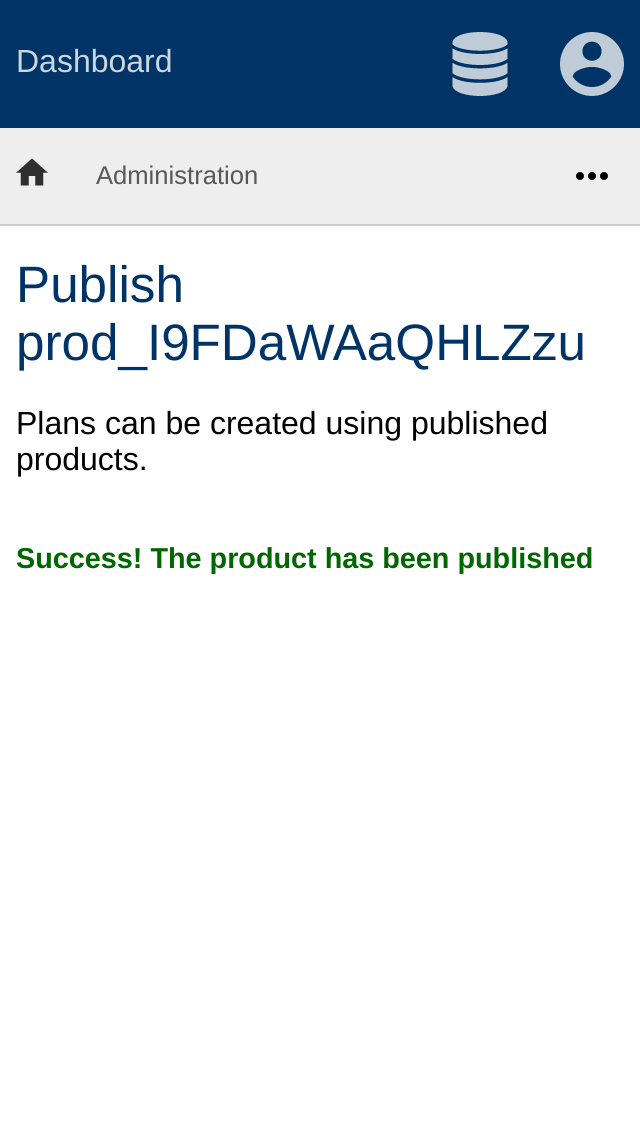 Dashboard
Administration
Publish
prod_I9FDaWAaQHLZzu
Plans can be created using published
products.
Success! The product has been published